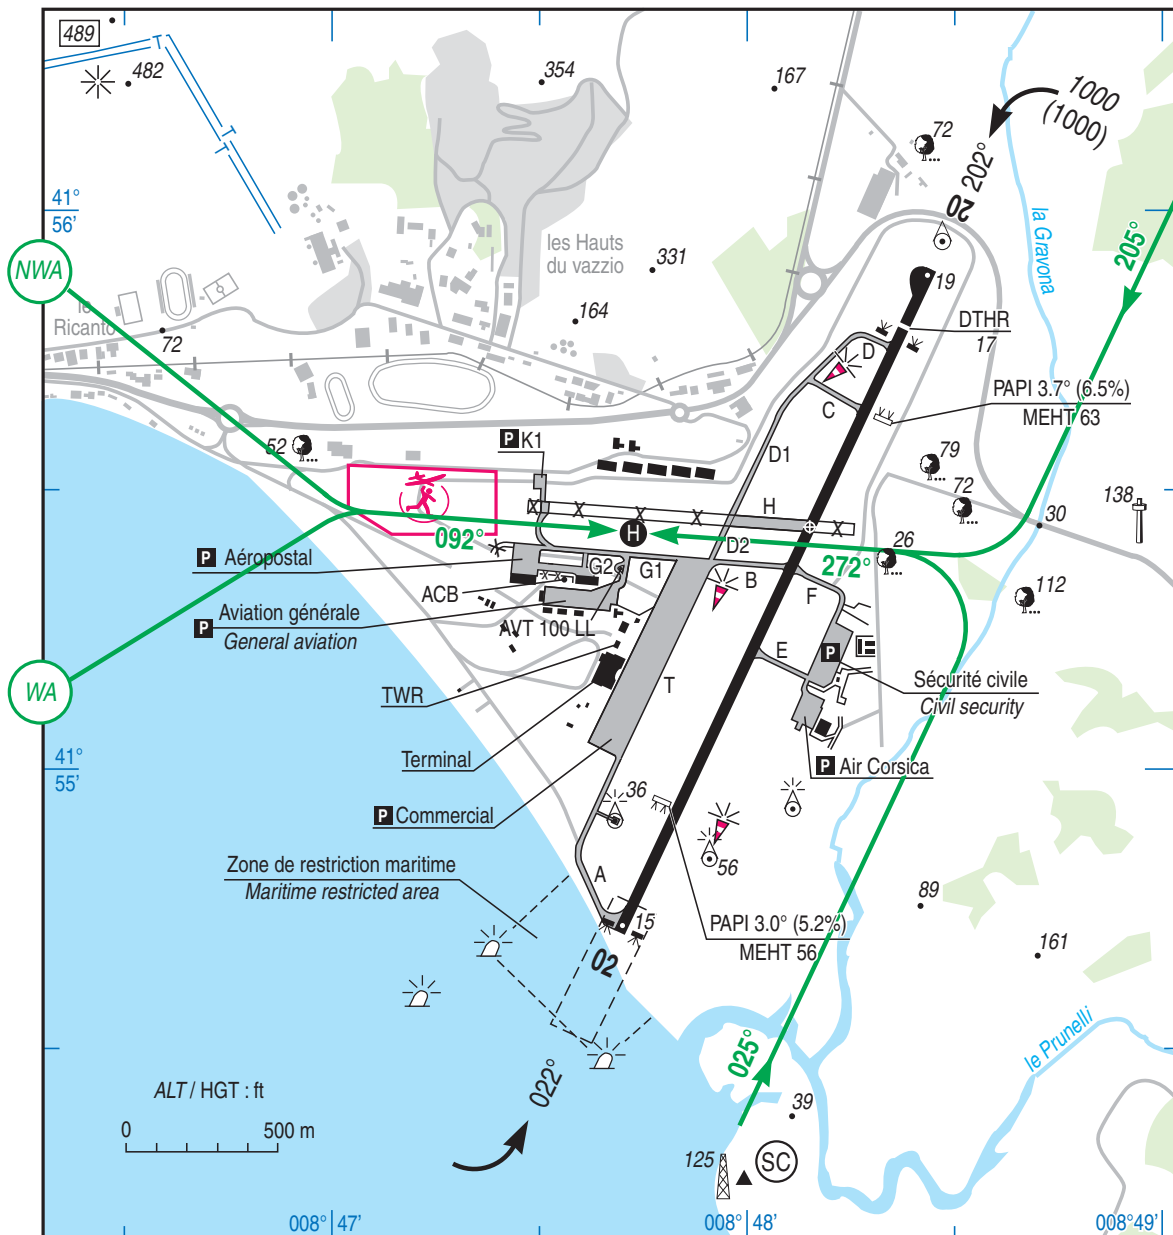 489
482
354
167
1000
(1000)
72
202°
20
41°
56'
la Gravona
205°
NWA
les Hauts
du vazzio
331
19
le
Ricanto
72
164
DTHR
17
D
PAPI 3.7° (6.5%)
MEHT 63
C
52
P K1
D1
79
72
138
30
H
X X X X X
H
092°
D2
272°
26
P Aéropostal
G2
G1
B
F
112
ACB
Aviation générale
P
General aviation
AVT 100 LL
E
P
WA
T
Sécurité civile
Civil security
TWR
41°
55'
Terminal
P Air Corsica
36
P Commercial
56
Zone de restriction maritime
Maritime restricted area
A
89
15
PAPI 3.0° (5.2%)
MEHT 56
161
02
025°
le Prunelli
022°
ALT / HGT : ft
0 500 m
39
125
SC
008° 47'
008° 48'
008° 49'